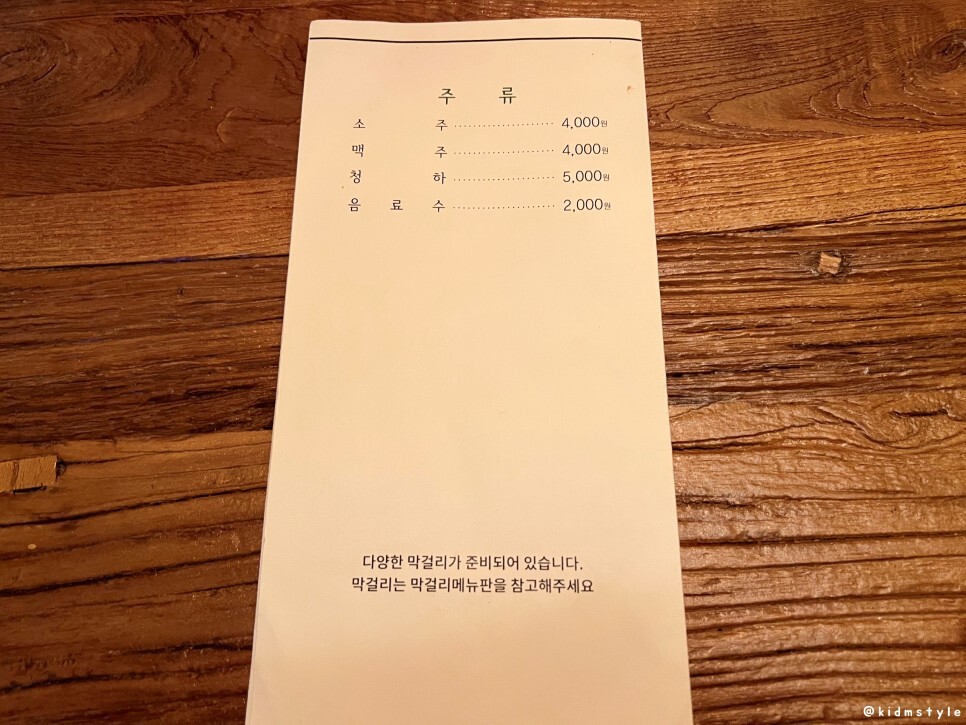 주 류
소 주 ························ 4,000원
맥 주 ························ 4,000원
청 하 ························ 5,000원
음 료 수 ························ 2,000원
다양한 막걸리가 준비되어 있습니다.
막걸리는 막걸리메뉴판을 참고해주세요
@kidmstyle